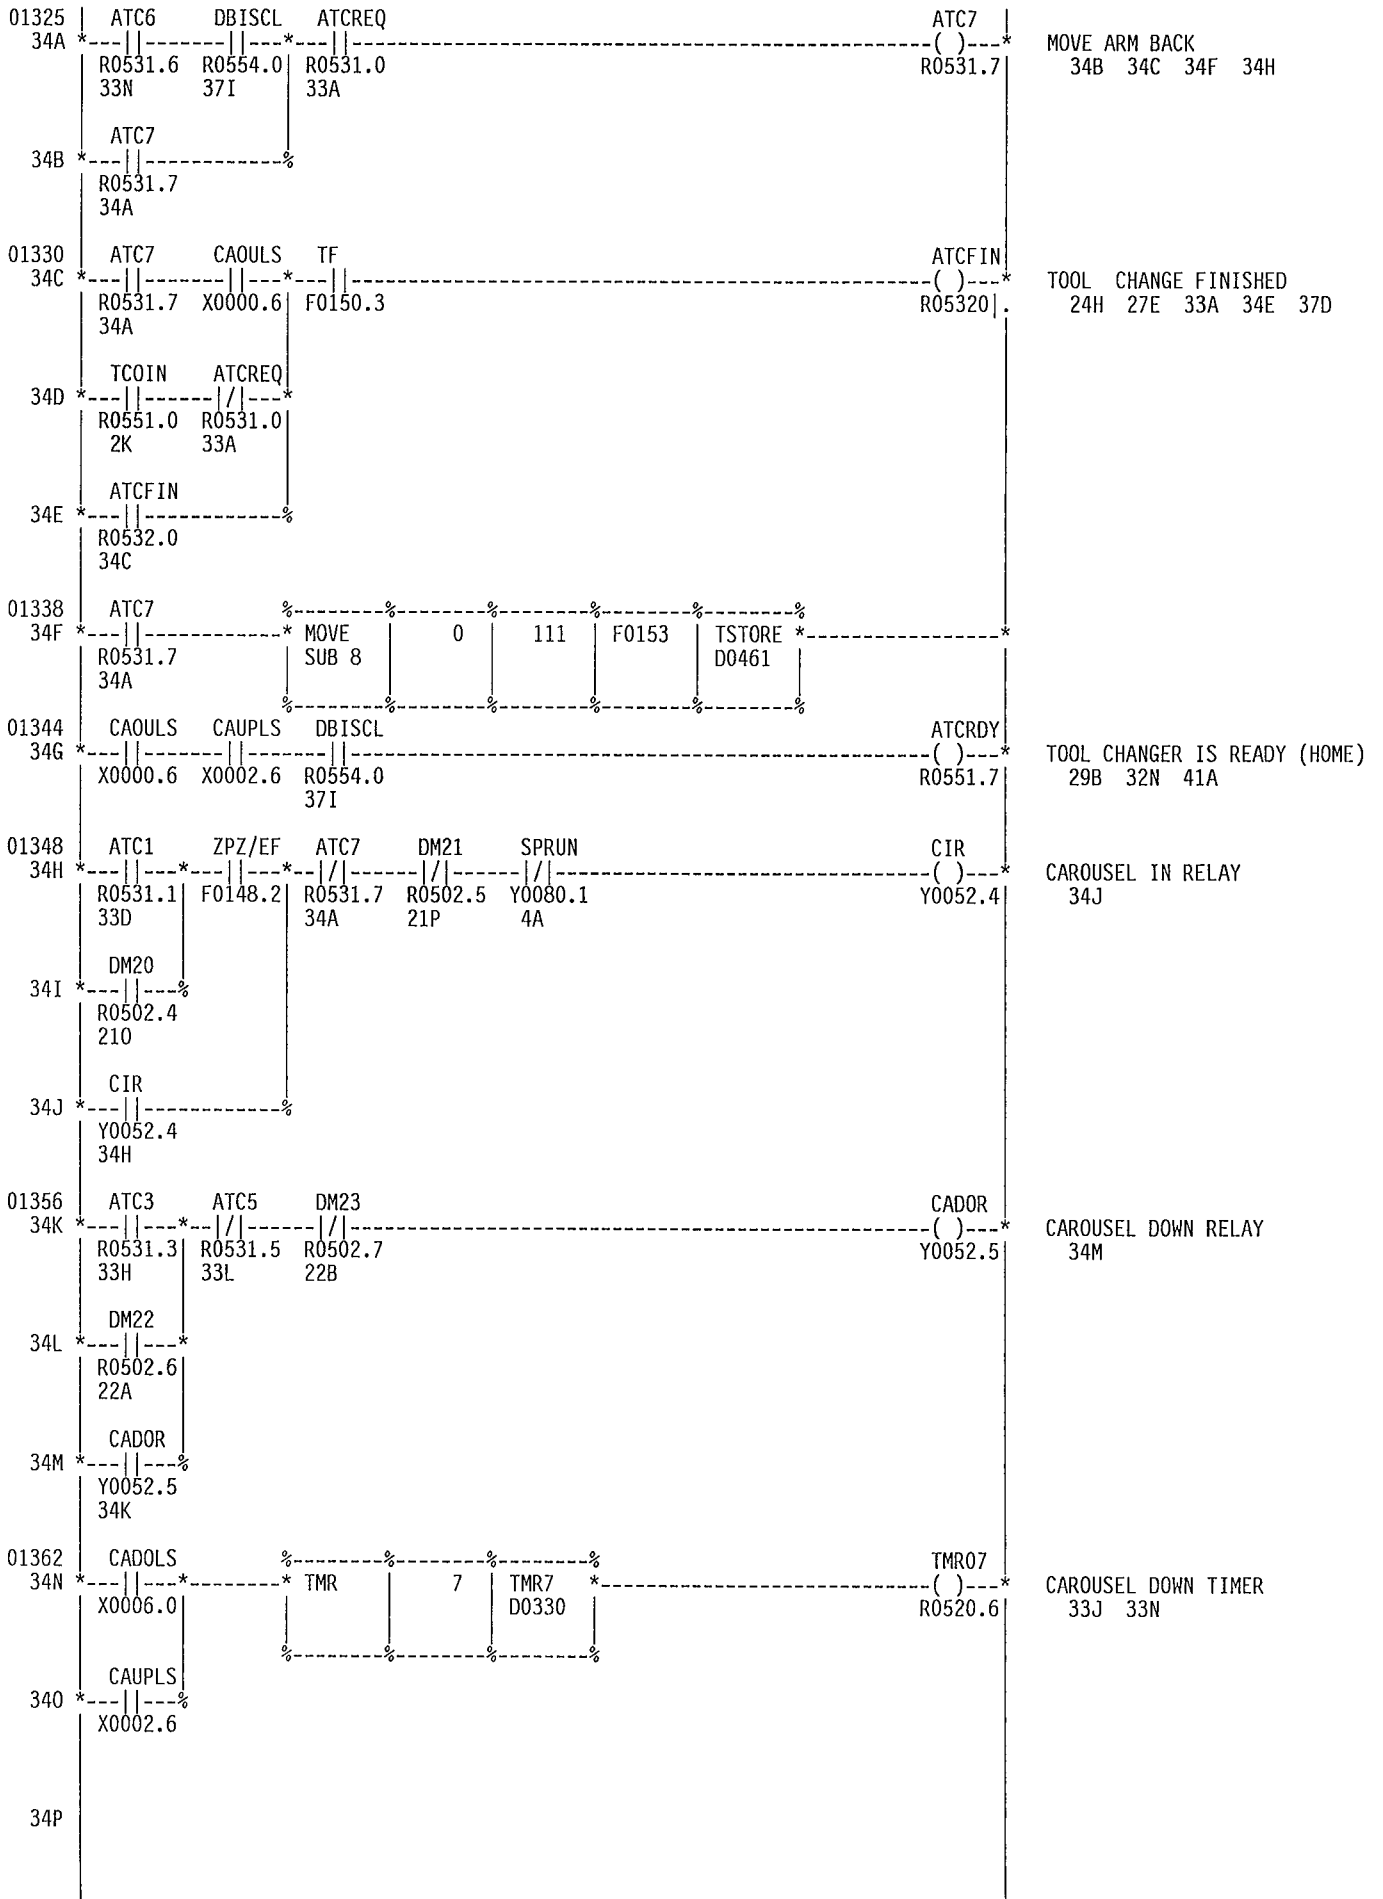 01325 ATC6 DBISCL ATCREQ ATC7
34A *---||-------||---*---||---( )---* MOVE ARM BACK
R0531.6 R0554.0 R0531.0 R0531.7 34B 34C 34F 34H
33N 37I 33A
ATC7
34B *---||-------------%
R0531.7
34A
01330 ATC7 CAOULS TF ATCFIN
34C *---||-------||---*---||---( )---* TOOL CHANGE FINISHED
R0531.7 X0000.6 F0150.3 R05320|. 24H 27E 33A 34E 37D
34A
TCOIN ATCREQ
34D *---||------|/|---*
R0551.0 R0531.0
2K 33A
ATCFIN
34E *---||-------------%
R0532.0
34C
01338 ATC7 %--------%--------%--------%--------%--------%
34F *---||-------------* MOVE 0 111 F0153 TSTORE *---*
R0531.7 SUB 8 D0461
34A
%--------%--------%--------%--------%--------%
01344 CAOULS CAUPLS DBISCL ATCRDY
34G *---||-------||-------||---( )---* TOOL CHANGER IS READY (HOME)
X0000.6 X0002.6 R0554.0 R0551.7 29B 32N 41A
37I
01348 ATC1 ZPZ/EF ATC7 DM21 SPRUN CIR
34H *---||---*---||---*--|/|------|/|------|/|---( )---* CAROUSEL IN RELAY
R0531.1 F0148.2 R0531.7 R0502.5 Y0080.1 Y0052.4 34J
33D 34A 21P 4A
DM20
34I *---||---%
R0502.4
21O
CIR
34J *---||-------------%
Y0052.4
34H
01356 ATC3 ATC5 DM23 CADOR
34K *---||---*--|/|------|/|---( )---* CAROUSEL DOWN RELAY
R0531.3 R0531.5 R0502.7 Y0052.5 34M
33H 33L 22B
DM22
34L *---||---*
R0502.6
22A
CADOR
34M *---||---%
Y0052.5
34K
01362 CADOLS %--------%--------%--------% TMR07
34N *---||---*---------* TMR 7 TMR7 *---( )---* CAROUSEL DOWN TIMER
X0006.0 D0330 R0520.6 33J 33N
%--------%--------%--------%
CAUPLS
34O *---||---%
X0002.6
34P